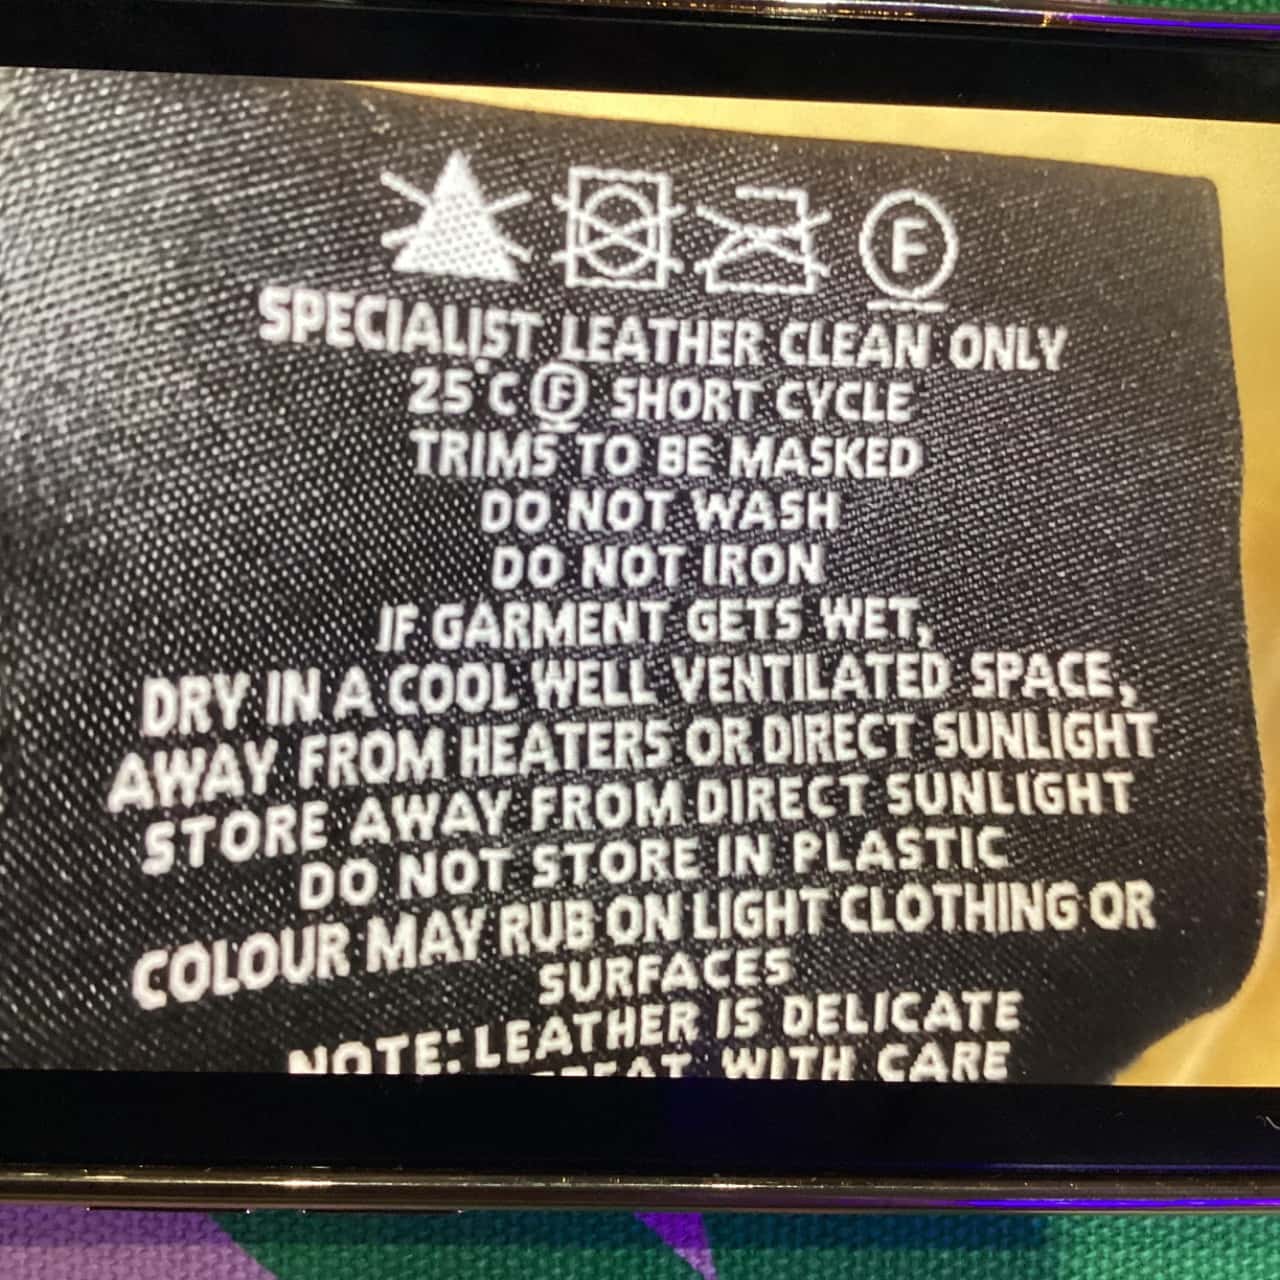 F
SPECIALIST LEATHER CLEAN ONLY
25°C Ⓕ SHORT CYCLE
TRIMS TO BE MASKED
DO NOT WASH
DO NOT IRON
IF GARMENT GETS WET,
DRY IN A COOL WELL VENTILATED SPACE,
AWAY FROM HEATERS OR DIRECT SUNLIGHT
STORE AWAY FROM DIRECT SUNLIGHT
DO NOT STORE IN PLASTIC
COLOUR MAY RUB ON LIGHT CLOTHING OR
SURFACES
NOTE: LEATHER IS DELICATE
WITH CARE